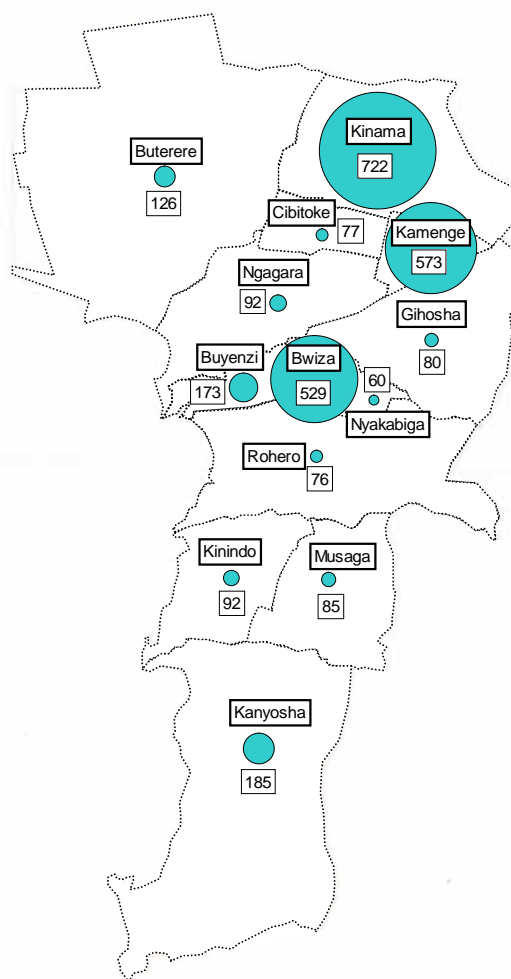 Kinama
722
Buterere
126
Cibitoke
77
Kamenge
573
Ngagara
92
Gihosha
80
Buyenzi
173
Bwiza
529
60
Nyakabiga
Rohero
76
Kinindo
92
Musaga
85
Kanyosha
185